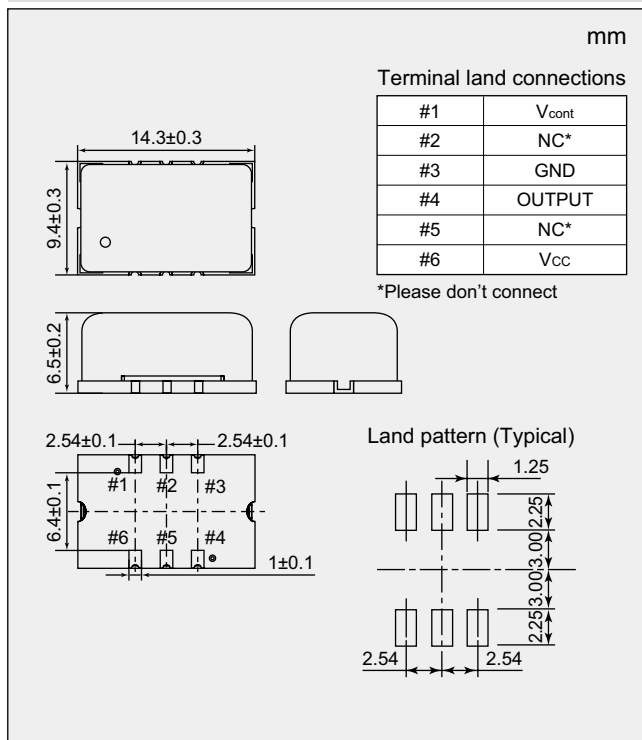 mm
Terminal land connections
#1 Vcont
#2 NC*
#3 GND
#4 OUTPUT
#5 NC*
#6 VCC
*Please don't connect
14.3±0.3
9.4±0.3
6.5±0.2
2.54±0.1 2.54±0.1
#1 #2 #3
6.4±0.1
#6 #5 #4
1±0.1
Land pattern (Typical)
1.25
2.25
3.00
3.00
2.25
2.54 2.54